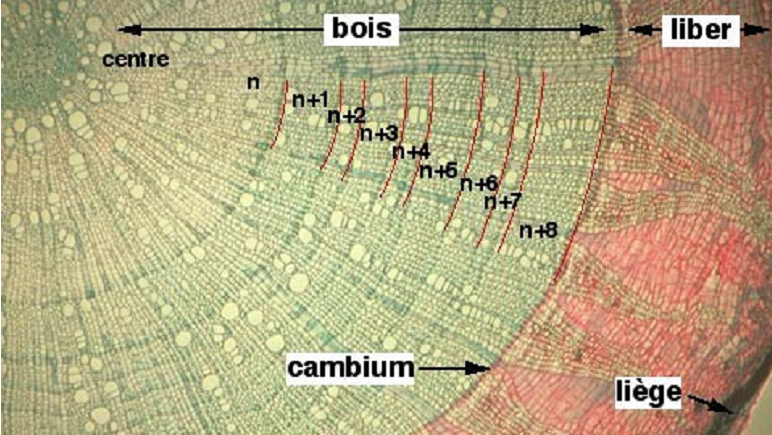 bois
liber
centre
n
n+1
n+2
n+3
n+4
n+5
n+6
n+7
n+8
cambium
liège